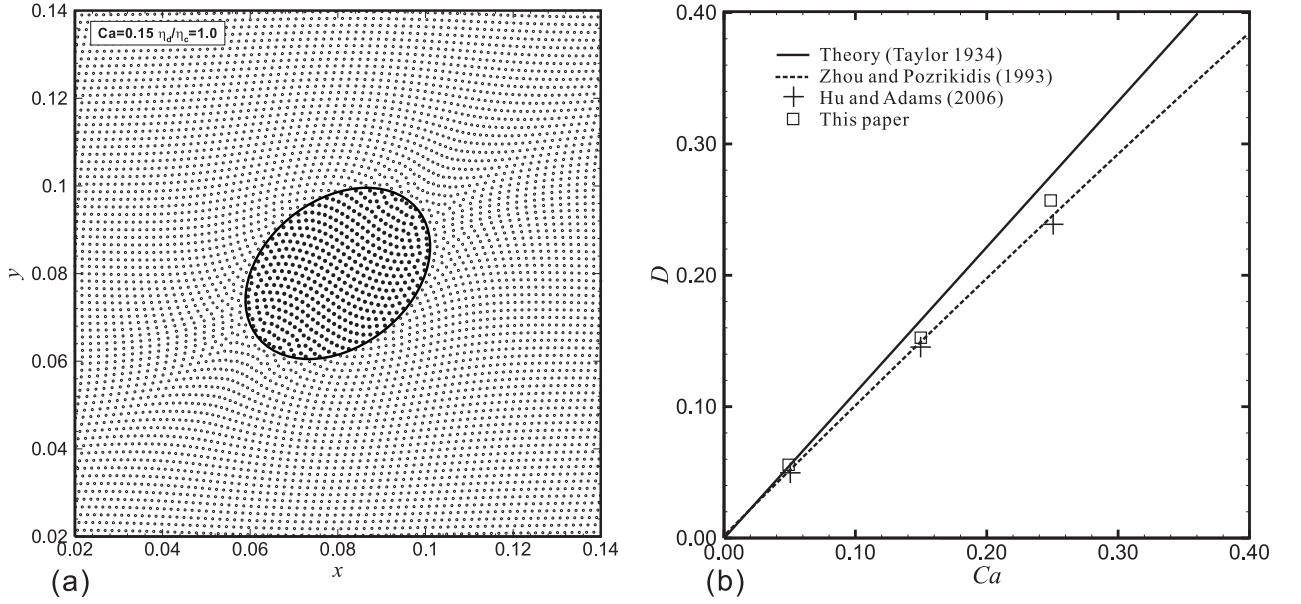 Ca=0.15 ηd/ηc=1.0
0.14
0.12
0.1
0.08
0.06
0.04
0.02
y
0.02 0.04 0.06 0.08 0.1 0.12 0.14
x
(a)
0.40
0.30
0.20
0.10
0.00
D
Theory (Taylor 1934)
Zhou and Pozrikidis (1993)
Hu and Adams (2006)
This paper
0.00 0.10 0.20 0.30 0.40
Ca
(b)